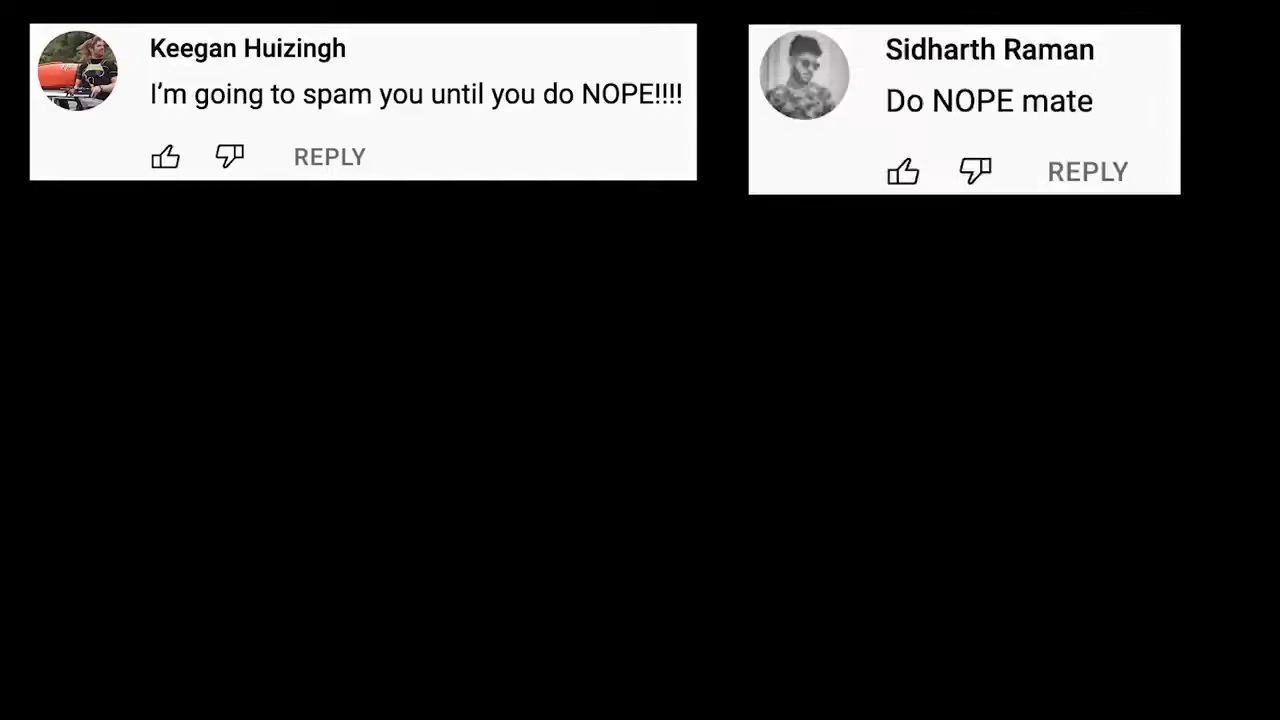 Keegan Huizingh
I'm going to spam you until you do NOPE!!!!
REPLY
Sidharth Raman
Do NOPE mate
REPLY